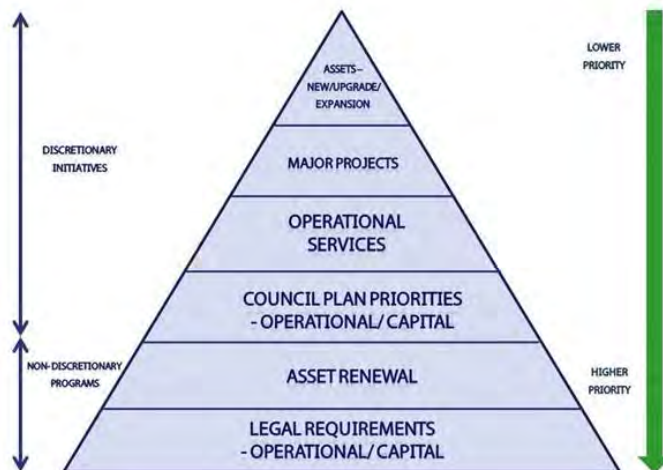 LOWER
PRIORITY
ASSETS–
NEW/UPGRADE/
EXPANSION
DISCRETIONARY
INITIATIVES
MAJOR PROJECTS
OPERATIONAL
SERVICES
COUNCIL PLAN PRIORITIES
- OPERATIONAL/ CAPITAL
NON-DISCRETIONARY
PROGRAMS
ASSET RENEWAL
HIGHER
PRIORITY
LEGAL REQUIREMENTS
- OPERATIONAL/ CAPITAL